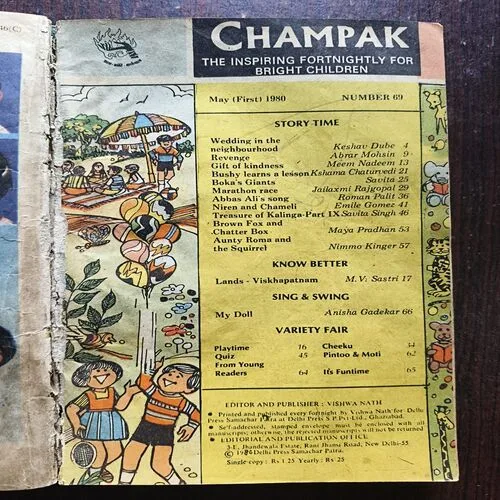 46(C)
CHAMPAK
THE INSPIRING FORTNIGHTLY FOR
BRIGHT CHILDREN
May (First) 1980 NUMBER 69
STORY TIME
Wedding in the
neighbourhood Keshav Dube 4
Revenge Abrar Mohsin 9
Gift of kindness Meem Nadeem 13
Bushy learns a lesson Kshama Chaturvedi 21
Boka's Giants Savita 25
Marathon race Jailaxmi Rajgopal 29
Abbas Ali's song Roman Palit 36
Niren and Chameli Emile Gomez 41
Treasure of Kalinga-Part IX Savita Singh 46
Brown Fox and
Chatter Box Maya Pradhan 53
Aunty Roma and
the Squirrel Nimmo Kinger 57
KNOW BETTER
Lands - Viskhapatnam M.V. Sastri 17
SING & SWING
My Doll Anisha Gadekar 66
VARIETY FAIR
Playtime 16 Cheeku 34
Quiz 45 Pintoo & Moti 62
From Young
Readers 64 It's Funtime 65
EDITOR AND PUBLISHER : VISHWA NATH
● Printed and published every fortnight by Vishwa Nath for Delhi
Press Samachar Patra at Delhi Press S.P. Pvt-Ltd., Ghaziabad.
● Self-addressed, stamped envelope must be enclosed with all
manuscripts; otherwise, the rejected manuscripts will not be returned
● EDITORIAL AND PUBLICATION OFFICE
3-E, Jhandewala Estate, Rani Jhansi Road, New Delhi-55
© 1980 Delhi Press Samachar Patra.
Single copy: Rs 1.25 Yearly: Rs 25